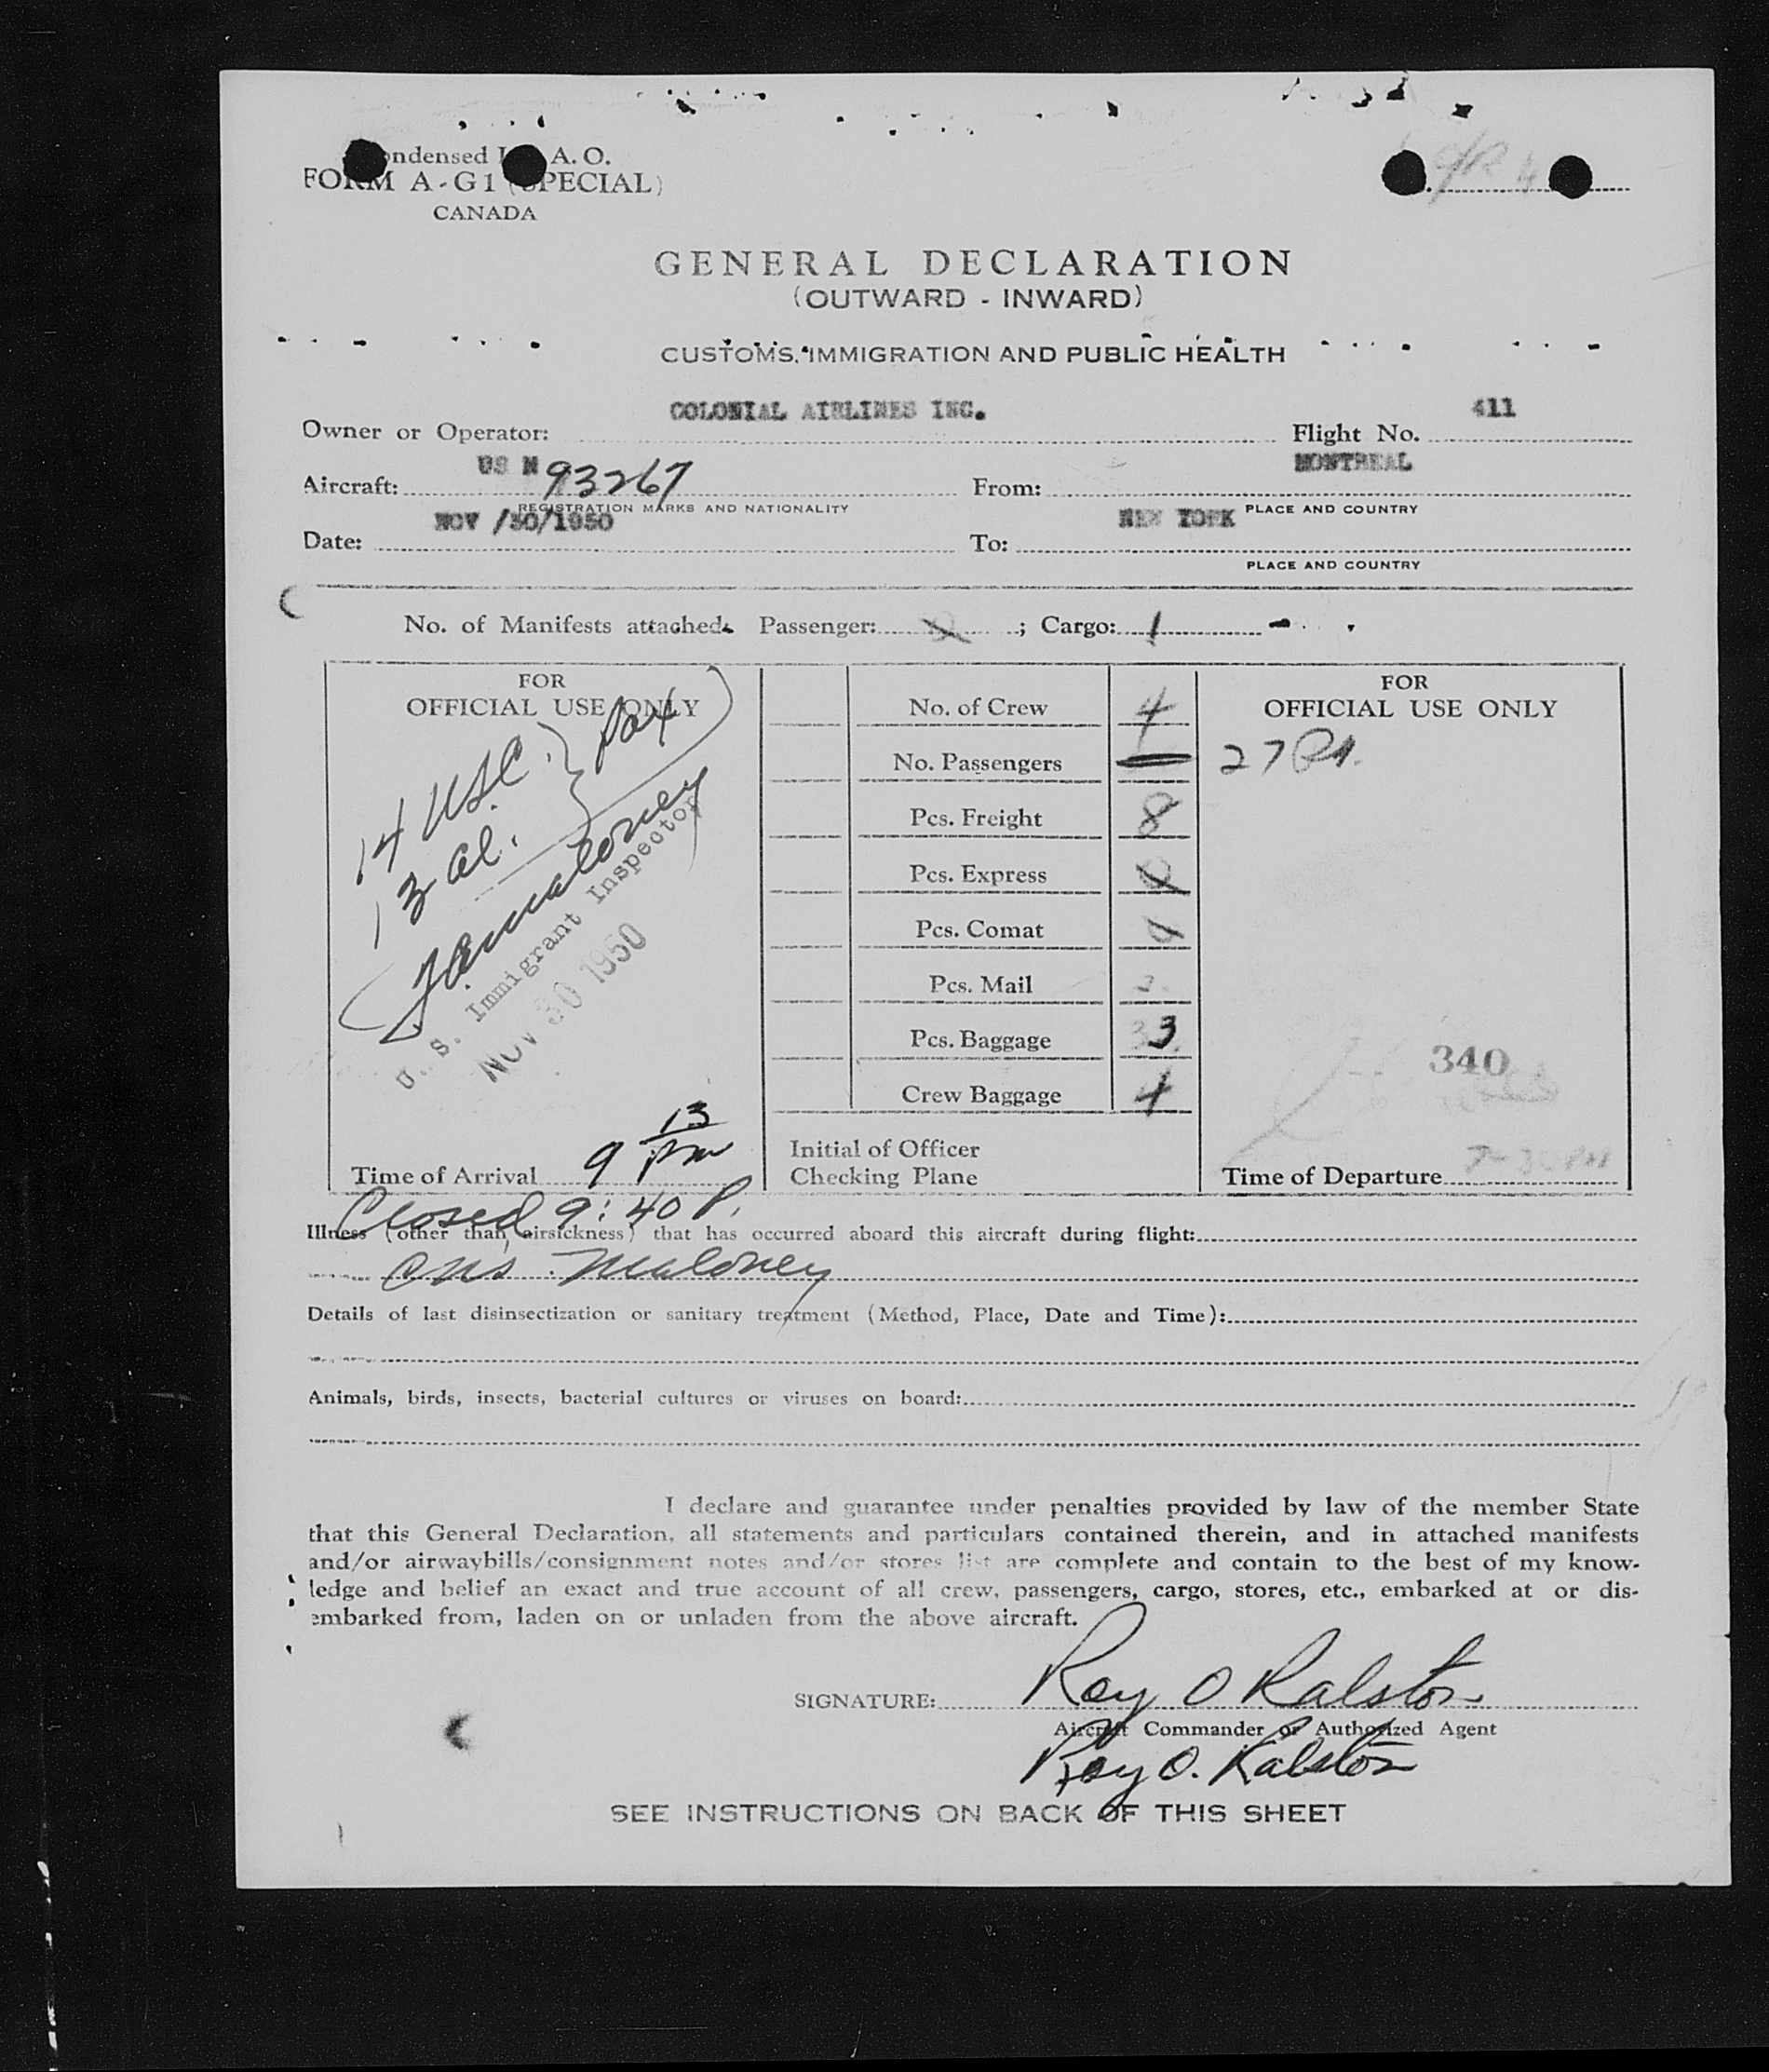 Condensed I. A. O.
FORM A-G1 (SPECIAL)
CANADA
GENERAL DECLARATION
(OUTWARD - INWARD)
CUSTOMS, IMMIGRATION AND PUBLIC HEALTH
Owner or Operator: COLONIAL AIRLINES INC. Flight No. 411
Aircraft: US N 93267 From: MONTREAL
REGISTRATION MARKS AND NATIONALITY PLACE AND COUNTRY
Date: NOV /30/1950 To: NEW YORK
PLACE AND COUNTRY
No. of Manifests attached: Passenger: ; Cargo: 1
FOR
OFFICIAL USE ONLY
14 USC.
13 al. } pax
U. S. Immigrant Inspector
NOV 30 1950
Time of Arrival 9 13 pm
No. of Crew 4
No. Passengers
Pcs. Freight 8
Pcs. Express
Pcs. Comat
Pcs. Mail
Pcs. Baggage 33
Crew Baggage 4
Initial of Officer
Checking Plane
FOR
OFFICIAL USE ONLY
27
340
Time of Departure
Closed 9:40 P.
Illness (other than airsickness) that has occurred aboard this aircraft during flight:
Maloney
Details of last disinsectization or sanitary treatment (Method, Place, Date and Time):
Animals, birds, insects, bacterial cultures or viruses on board:
I declare and guarantee under penalties provided by law of the member State
that this General Declaration, all statements and particulars contained therein, and in attached manifests
and/or airwaybills/consignment notes and/or stores list are complete and contain to the best of my know-
ledge and belief an exact and true account of all crew, passengers, cargo, stores, etc., embarked at or dis-
embarked from, laden on or unladen from the above aircraft.
SIGNATURE: Roy O Ralston
Aircraft Commander or Authorized Agent
Roy O. Ralston
SEE INSTRUCTIONS ON BACK OF THIS SHEET